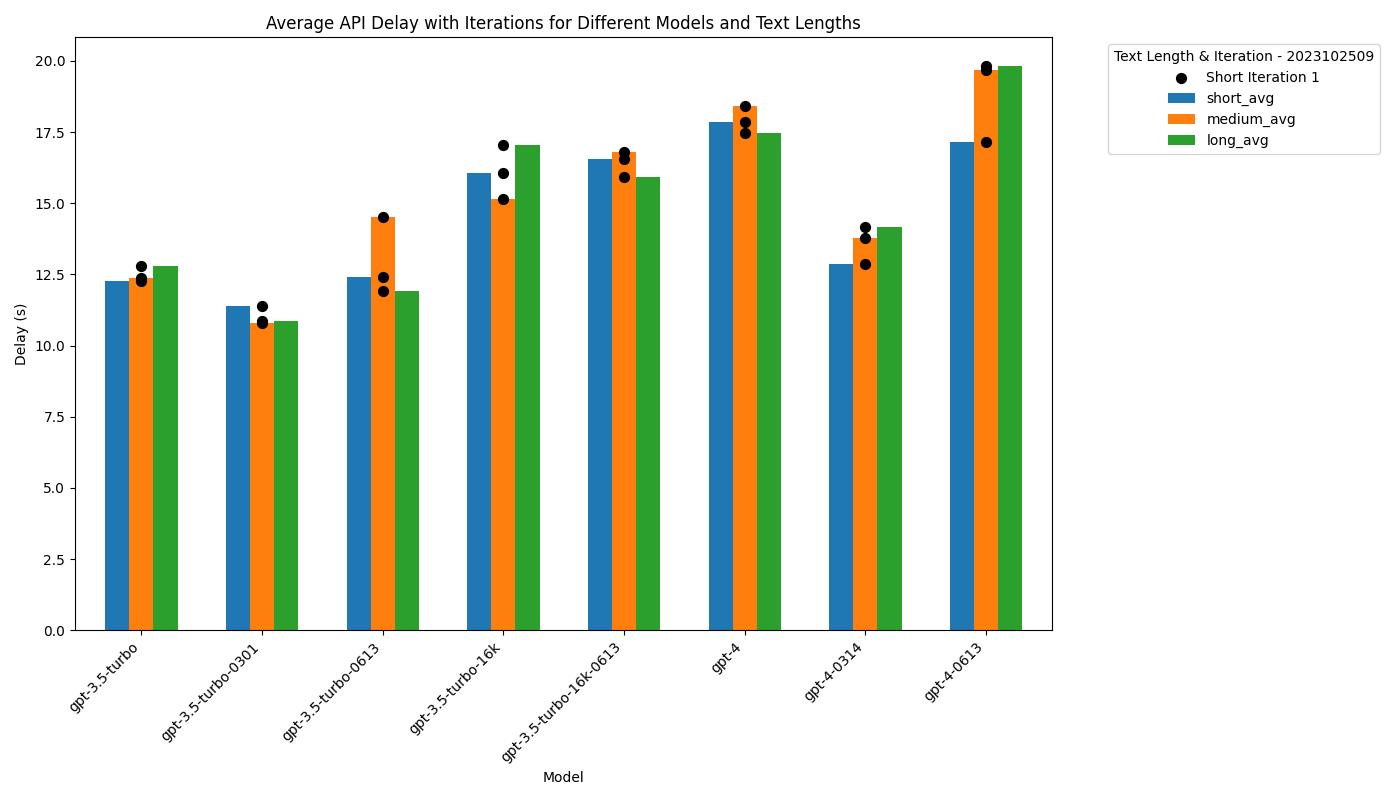 Average API Delay with Iterations for Different Models and Text Lengths
Text Length & Iteration - 2023102509
Short Iteration 1
short_avg
medium_avg
long_avg
Delay (s)
20.0
17.5
15.0
12.5
10.0
7.5
5.0
2.5
0.0
gpt-3.5-turbo
gpt-3.5-turbo-0301
gpt-3.5-turbo-0613
gpt-3.5-turbo-16k
gpt-3.5-turbo-16k-0613
gpt-4
gpt-4-0314
gpt-4-0613
Model